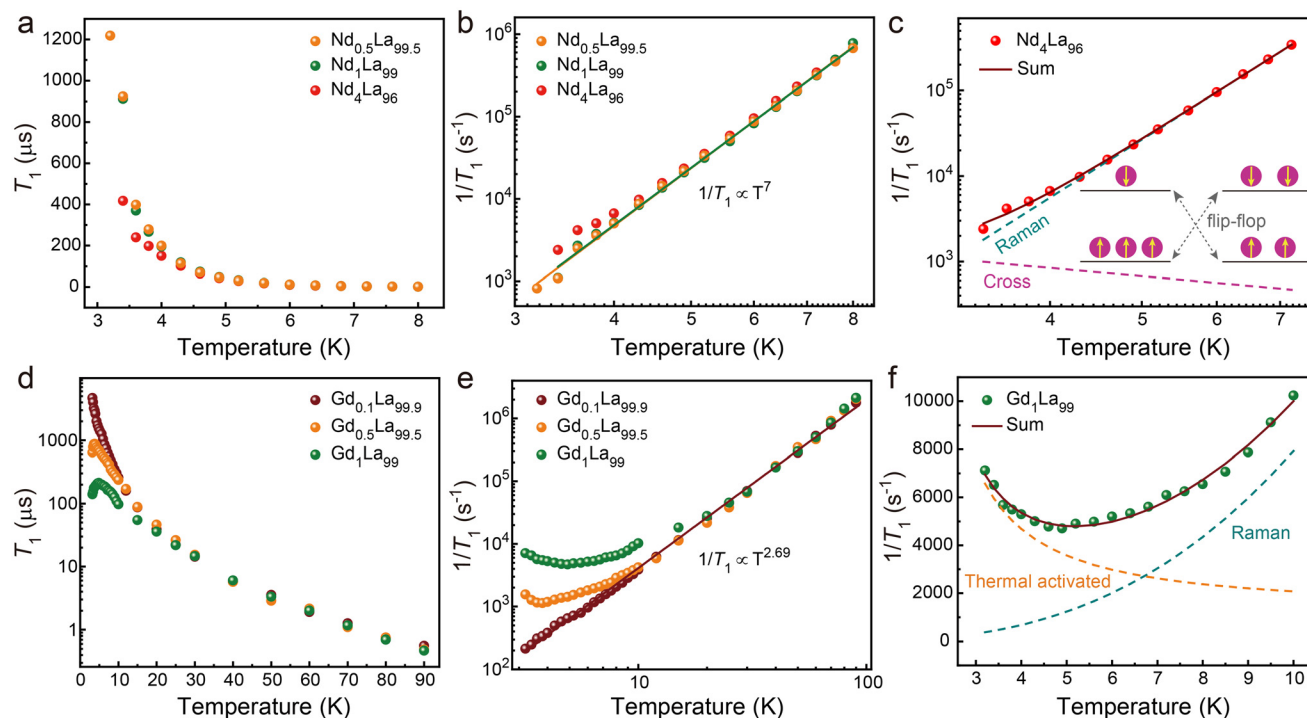 a
T₁ (μs)
1200
1000
800
600
400
200
0
Nd₀.₅La₉₉.₅
Nd₁La₉₉
Nd₄La₉₆
3 4 5 6 7 8
Temperature (K)
b
1/T₁ (s⁻¹)
10⁶
10⁵
10⁴
10³
Nd₀.₅La₉₉.₅
Nd₁La₉₉
Nd₄La₉₆
1/T₁ ∝ T⁷
3 4 5 6 7 8
Temperature (K)
c
1/T₁ (s⁻¹)
10⁵
10⁴
10³
Nd₄La₉₆
Sum
Raman
flip-flop
Cross
4 5 6 7
Temperature (K)
d
T₁ (μs)
1000
100
10
1
Gd₀.₁La₉₉.₉
Gd₀.₅La₉₉.₅
Gd₁La₉₉
0 10 20 30 40 50 60 70 80 90
Temperature (K)
e
1/T₁ (s⁻¹)
10⁶
10⁵
10⁴
10³
10²
Gd₀.₁La₉₉.₉
Gd₀.₅La₉₉.₅
Gd₁La₉₉
1/T₁ ∝ T²·⁶⁹
10 100
Temperature (K)
f
1/T₁ (s⁻¹)
10000
8000
6000
4000
2000
0
Gd₁La₉₉
Sum
Raman
Thermal activated
3 4 5 6 7 8 9 10
Temperature (K)